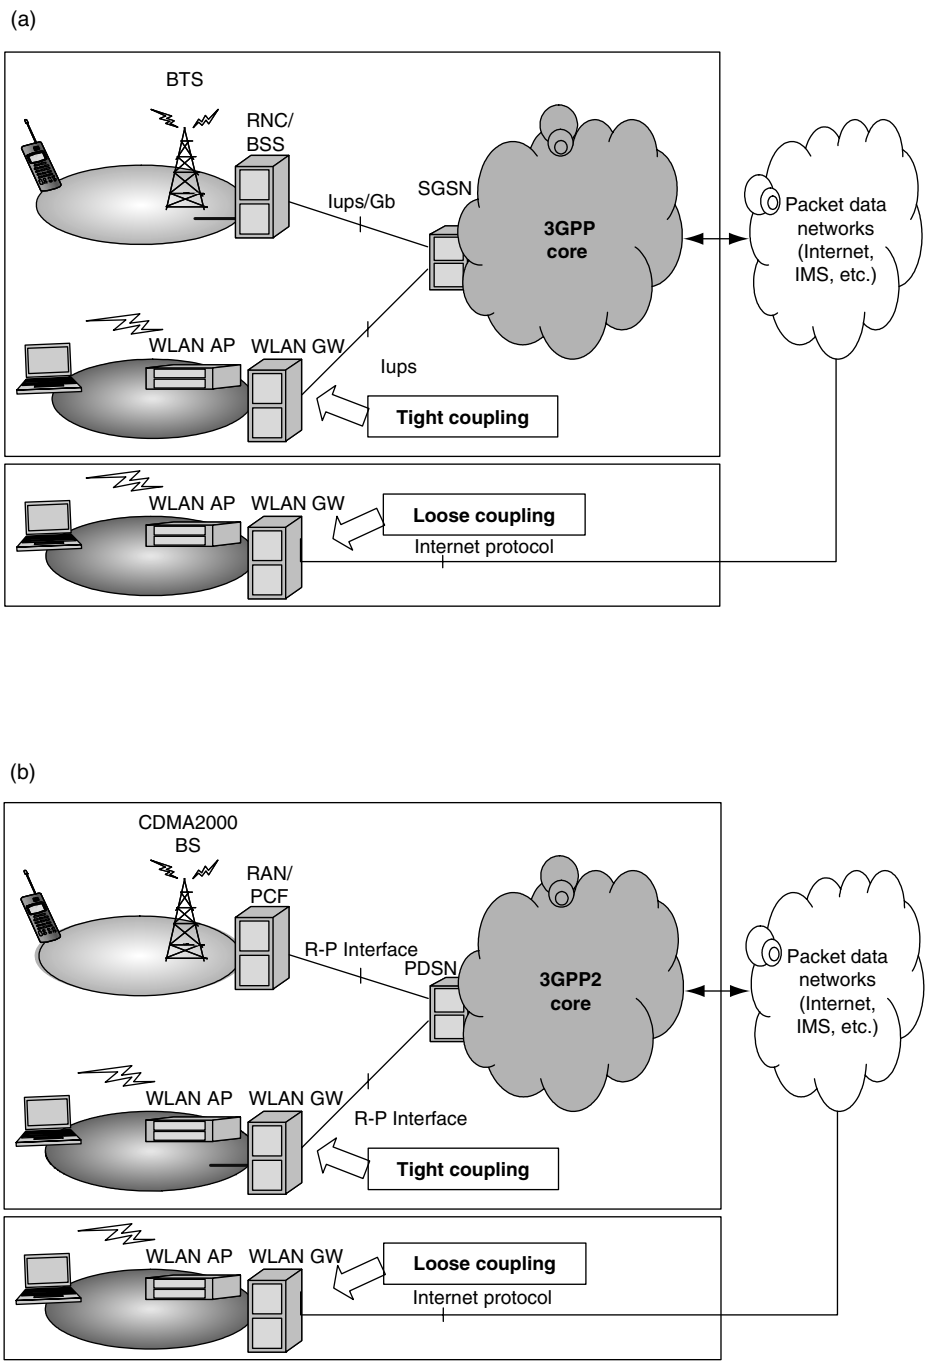 (a)
BTS
RNC/
BSS
SGSN
Iups/Gb
3GPP
core
Packet data
networks
(Internet,
IMS, etc.)
WLAN AP
WLAN GW
Iups
Tight coupling
WLAN AP
WLAN GW
Loose coupling
Internet protocol
(b)
CDMA2000
BS
RAN/
PCF
R-P Interface
PDSN
3GPP2
core
Packet data
networks
(Internet,
IMS, etc.)
WLAN AP
WLAN GW
R-P Interface
Tight coupling
WLAN AP
WLAN GW
Loose coupling
Internet protocol